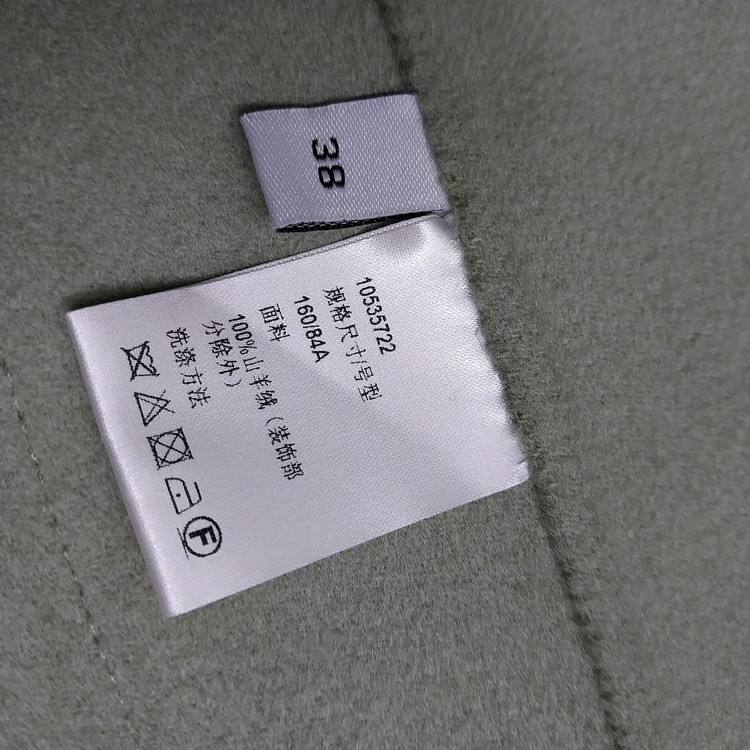 38
10535722
规格尺寸/号型
160/84A
面料
100%山羊绒（装饰部
分除外）
洗涤方法
F